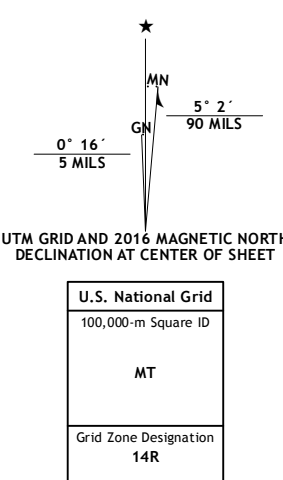 ★
MN
5° 2´
90 MILS
GN
0° 16´
5 MILS
UTM GRID AND 2016 MAGNETIC NORTH
DECLINATION AT CENTER OF SHEET
U.S. National Grid
100,000-m Square ID
MT
Grid Zone Designation
14R